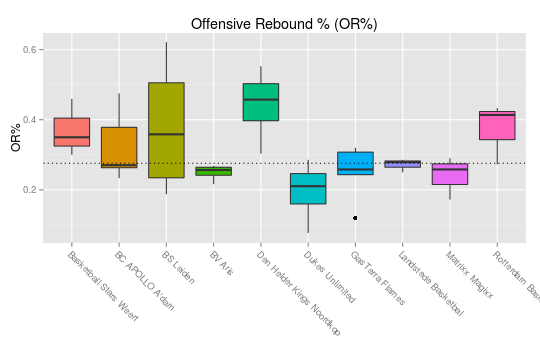 Offensive Rebound % (OR%)
OR%
0.6
0.4
0.2
Basketball Stars Weert
BC APOLLO A'dam
BS Leiden
BV Aris
Den Helder Kings Noordkop
Dukes Unlimited
GasTerra Flames
Landstede Basketbal
Matrixx Magixx
Rotterdam Bas